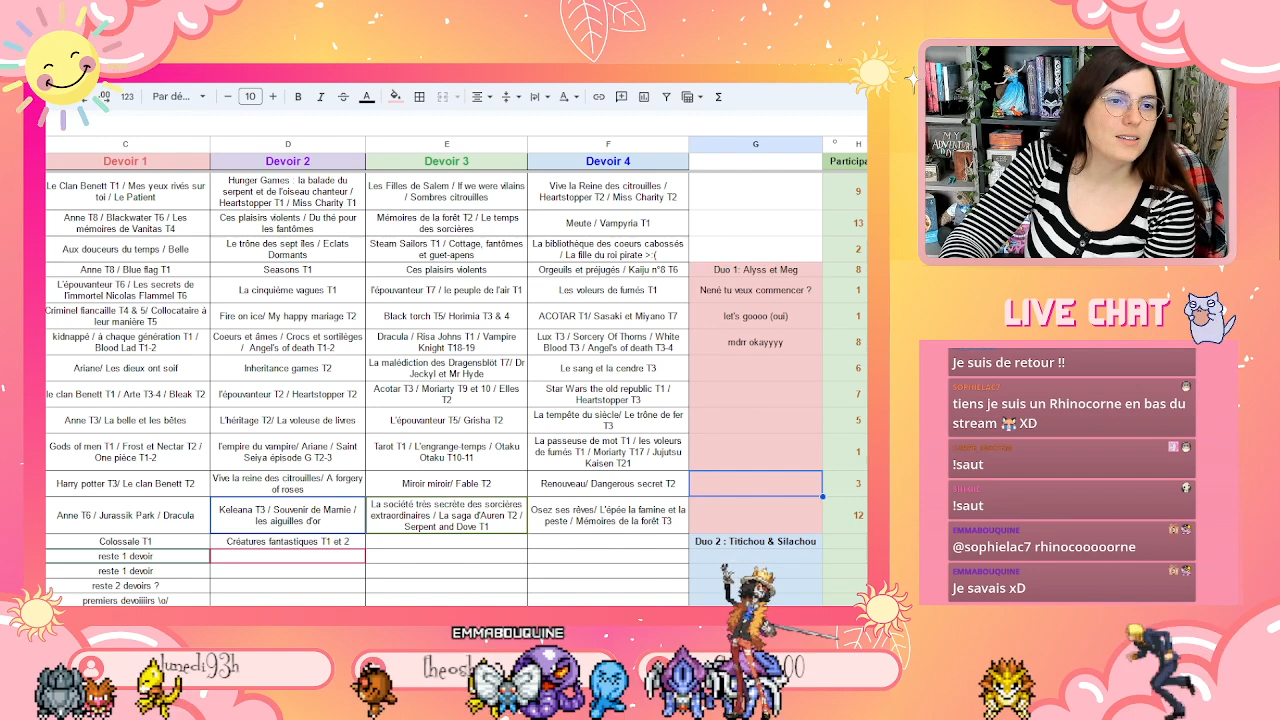 .00 123 Par dé... − 10 + B I A Σ
C D E F G H
Devoir 1 Devoir 2 Devoir 3 Devoir 4 Participa
Le Clan Benett T1 / Mes yeux rivés sur
toi / Le Patient
Hunger Games : la balade du
serpent et de l'oiseau chanteur /
Heartstopper T1 / Miss Charity T1
Les Filles de Salem / If we were vilains
/ Sombres citrouilles
Vive la Reine des citrouilles /
Heartstopper T2 / Miss Charity T2
9
Anne T8 / Blackwater T6 / Les
mémoires de Vanitas T4
Ces plaisirs violents / Du thé pour
les fantômes
Mémoires de la forêt T2 / Le temps
des sorcières
Meute / Vampyria T1
13
Aux douceurs du temps / Belle
Le trône des sept îles / Eclats
Dormants
Steam Sailors T1 / Cottage, fantômes
et guet-apens
La bibliothèque des coeurs cabossés
/ La fille du roi pirate >:(
2
Anne T8 / Blue flag T1
Seasons T1
Ces plaisirs violents
Orgeuils et préjugés / Kaiju n°8 T6
Duo 1: Alyss et Meg
8
L'épouvanteur T6 / Les secrets de
l'immortel Nicolas Flammel T6
La cinquième vagues T1
l'épouvanteur T7 / le peuple de l'air T1
Les voleurs de fumés T1
Nené tu veux commencer ?
1
Criminel fiancaille T4 & 5/ Collocataire à
leur manière T5
Fire on ice/ My happy mariage T2
Black torch T5/ Horimia T3 & 4
ACOTAR T1/ Sasaki et Miyano T7
let's goooo (oui)
1
kidnappé / à chaque génération T1 /
Blood Lad T1-2
Coeurs et âmes / Crocs et sortilèges
/ Angel's of death T1-2
Dracula / Risa Johns T1 / Vampire
Knight T18-19
Lux T3 / Sorcery Of Thorns / White
Blood T3 / Angel's of death T3-4
mdrr okayyyy
8
Ariane/ Les dieux ont soif
Inheritance games T2
La malédiction des Dragensblöt T7/ Dr
Jeckyl et Mr Hyde
Le sang et la cendre T3
6
le clan Benett T1 / Arte T3-4 / Bleak T2
l'épouvanteur T2 / Heartstopper T2
Acotar T3 / Moriarty T9 et 10 / Elles
T2
Star Wars the old republic T1 /
Heartstopper T3
7
Anne T3/ La belle et les bêtes
L'héritage T2/ La voleuse de livres
L'épouvanteur T5/ Grisha T2
La tempête du siècle/ Le trône de fer
T3
5
Gods of men T1 / Frost et Nectar T2 /
One pièce T1-2
l'empire du vampire/ Ariane / Saint
Seiya épisode G T2-3
Tarot T1 / L'engrange-temps / Otaku
Otaku T10-11
La passeuse de mot T1 / les voleurs
de fumés T1 / Moriarty T17 / Jujutsu
Kaisen T21
1
Harry potter T3/ Le clan Benett T2
Vive la reine des citrouilles/ A forgery
of roses
Miroir miroir/ Fable T2
Renouveau/ Dangerous secret T2
3
Anne T6 / Jurassik Park / Dracula
Keleana T3 / Souvenir de Mamie /
les aiguilles d'or
La société très secrète des sorcières
extraordinaires / La saga d'Auren T2 /
Serpent and Dove T1
Osez ses rêves/ L'épée la famine et la
peste / Mémoires de la forêt T3
12
Colossale T1
Créatures fantastiques T1 et 2
Duo 2 : Titichou & Silachou
reste 1 devoir
reste 1 devoir
reste 2 devoirs ?
premiers devoiiiirs \o/
MY
LIVE CHAT
Je suis de retour !!
SOPHIELAC7
tiens je suis un Rhinocorne en bas du
stream XD
!saut
!saut
EMMABOUQUINE
@sophielac7 rhinocooooorne
EMMABOUQUINE
Je savais xD
EMMABOUQUINE
lunedi93h